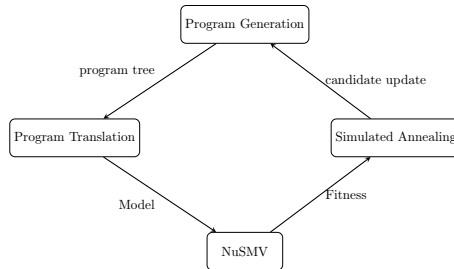 Program Generation
program tree
candidate update
Program Translation
Simulated Annealing
Model
Fitness
NuSMV